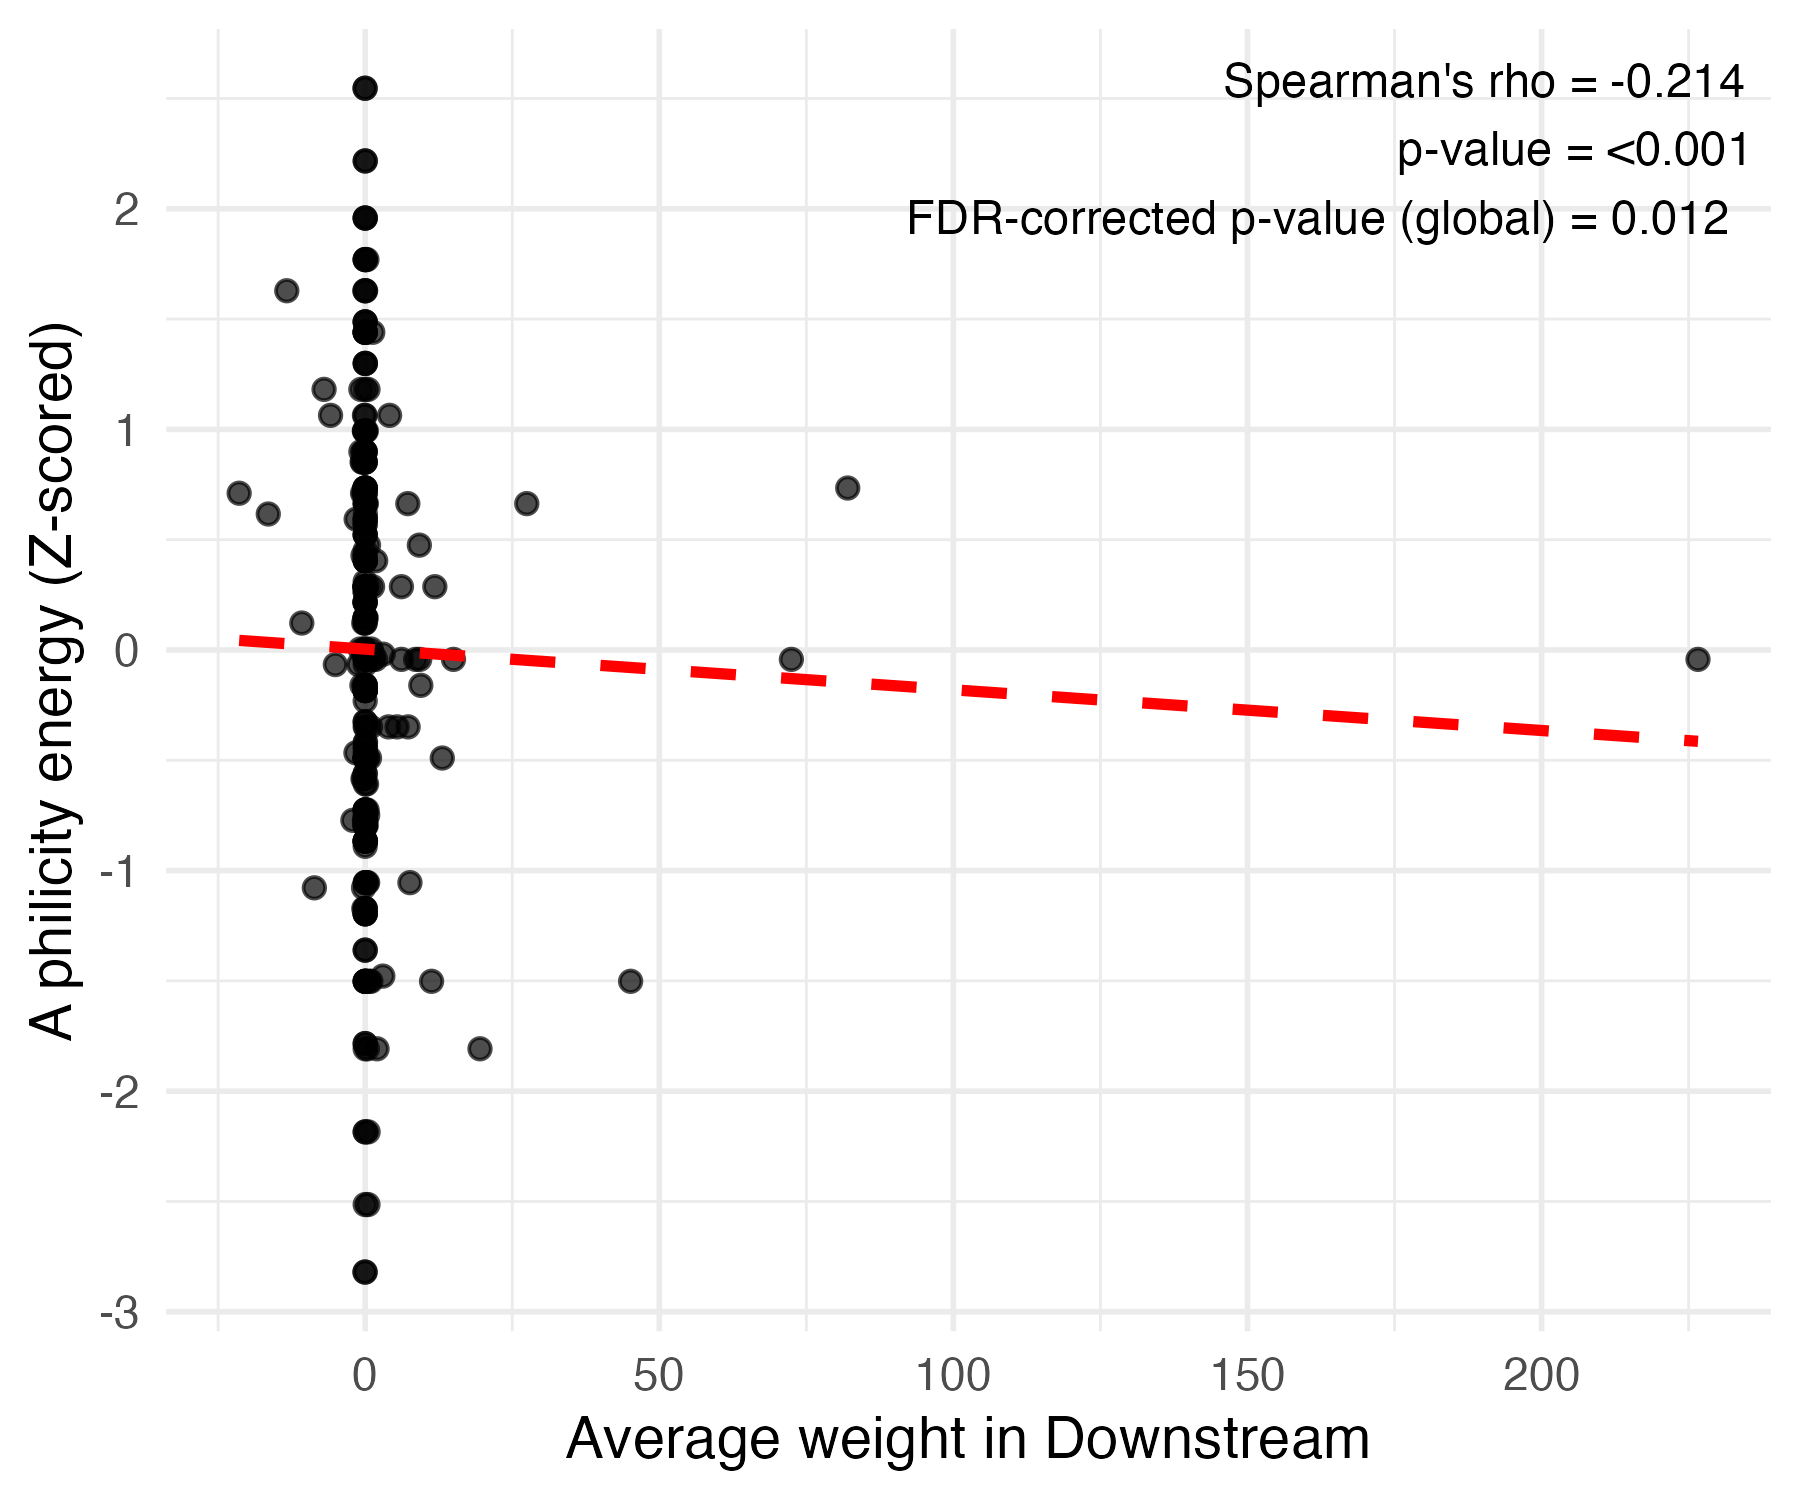 Spearman's rho = -0.214
p-value = <0.001
FDR-corrected p-value (global) = 0.012
A philicity energy (Z-scored)
2
1
0
-1
-2
-3
0 50 100 150 200
Average weight in Downstream